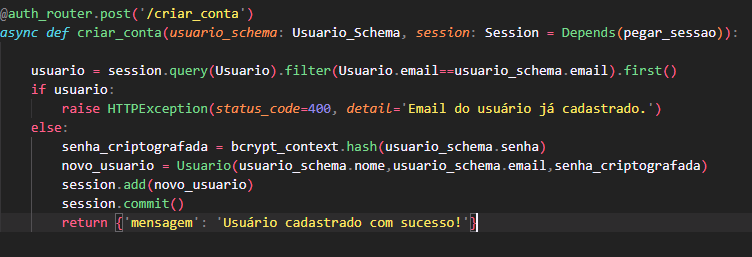 @auth_router.post('/criar_conta')
async def criar_conta(usuario_schema: Usuario_Schema, session: Session = Depends(pegar_sessao)):
    usuario = session.query(Usuario).filter(Usuario.email==usuario_schema.email).first()
    if usuario:
        raise HTTPException(status_code=400, detail='Email do usuário já cadastrado.')
    else:
        senha_criptografada = bcrypt_context.hash(usuario_schema.senha)
        novo_usuario = Usuario(usuario_schema.nome,usuario_schema.email,senha_criptografada)
        session.add(novo_usuario)
        session.commit()
        return {'mensagem': 'Usuário cadastrado com sucesso!'}